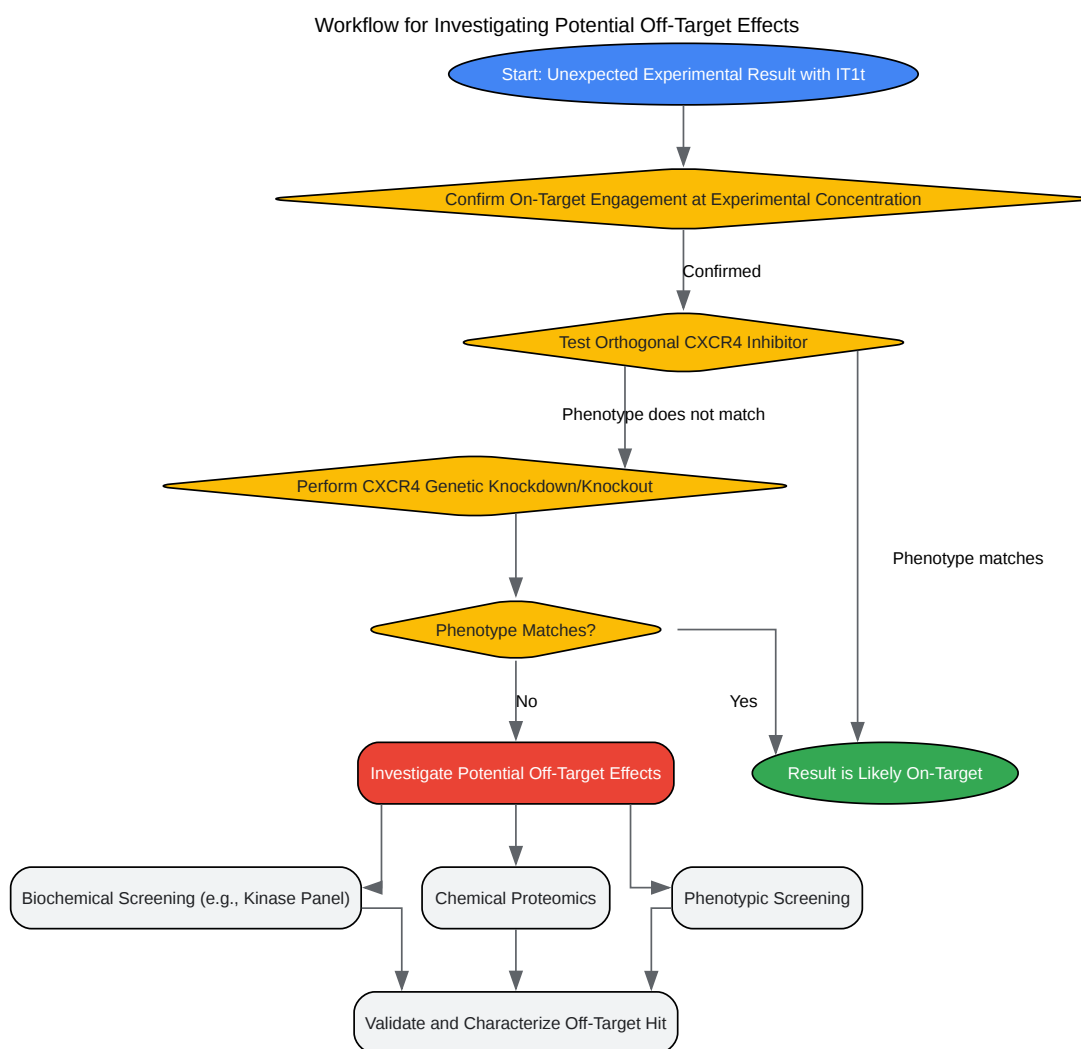 Workflow for Investigating Potential Off-Target Effects
Start: Unexpected Experimental Result with IT1t
Confirm On-Target Engagement at Experimental Concentration
Confirmed
Test Orthogonal CXCR4 Inhibitor
Phenotype does not match
Perform CXCR4 Genetic Knockdown/Knockout
Phenotype matches
Phenotype Matches?
No
Yes
Investigate Potential Off-Target Effects
Result is Likely On-Target
Biochemical Screening (e.g., Kinase Panel)
Chemical Proteomics
Phenotypic Screening
Validate and Characterize Off-Target Hit